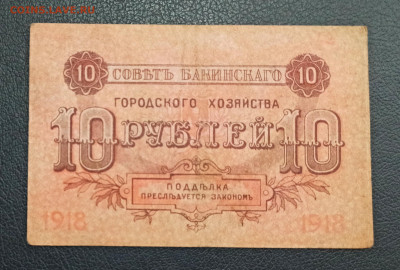 10 СОВѢТЪ БАКИНСКАГО 10
ГОРОДСКОГО ХОЗЯЙСТВА
10 РУБЛЕЙ 10
ПОДДѢЛКА
ПРЕСЛѢДУЕТСЯ ЗАКОНОМЪ
1918 1918